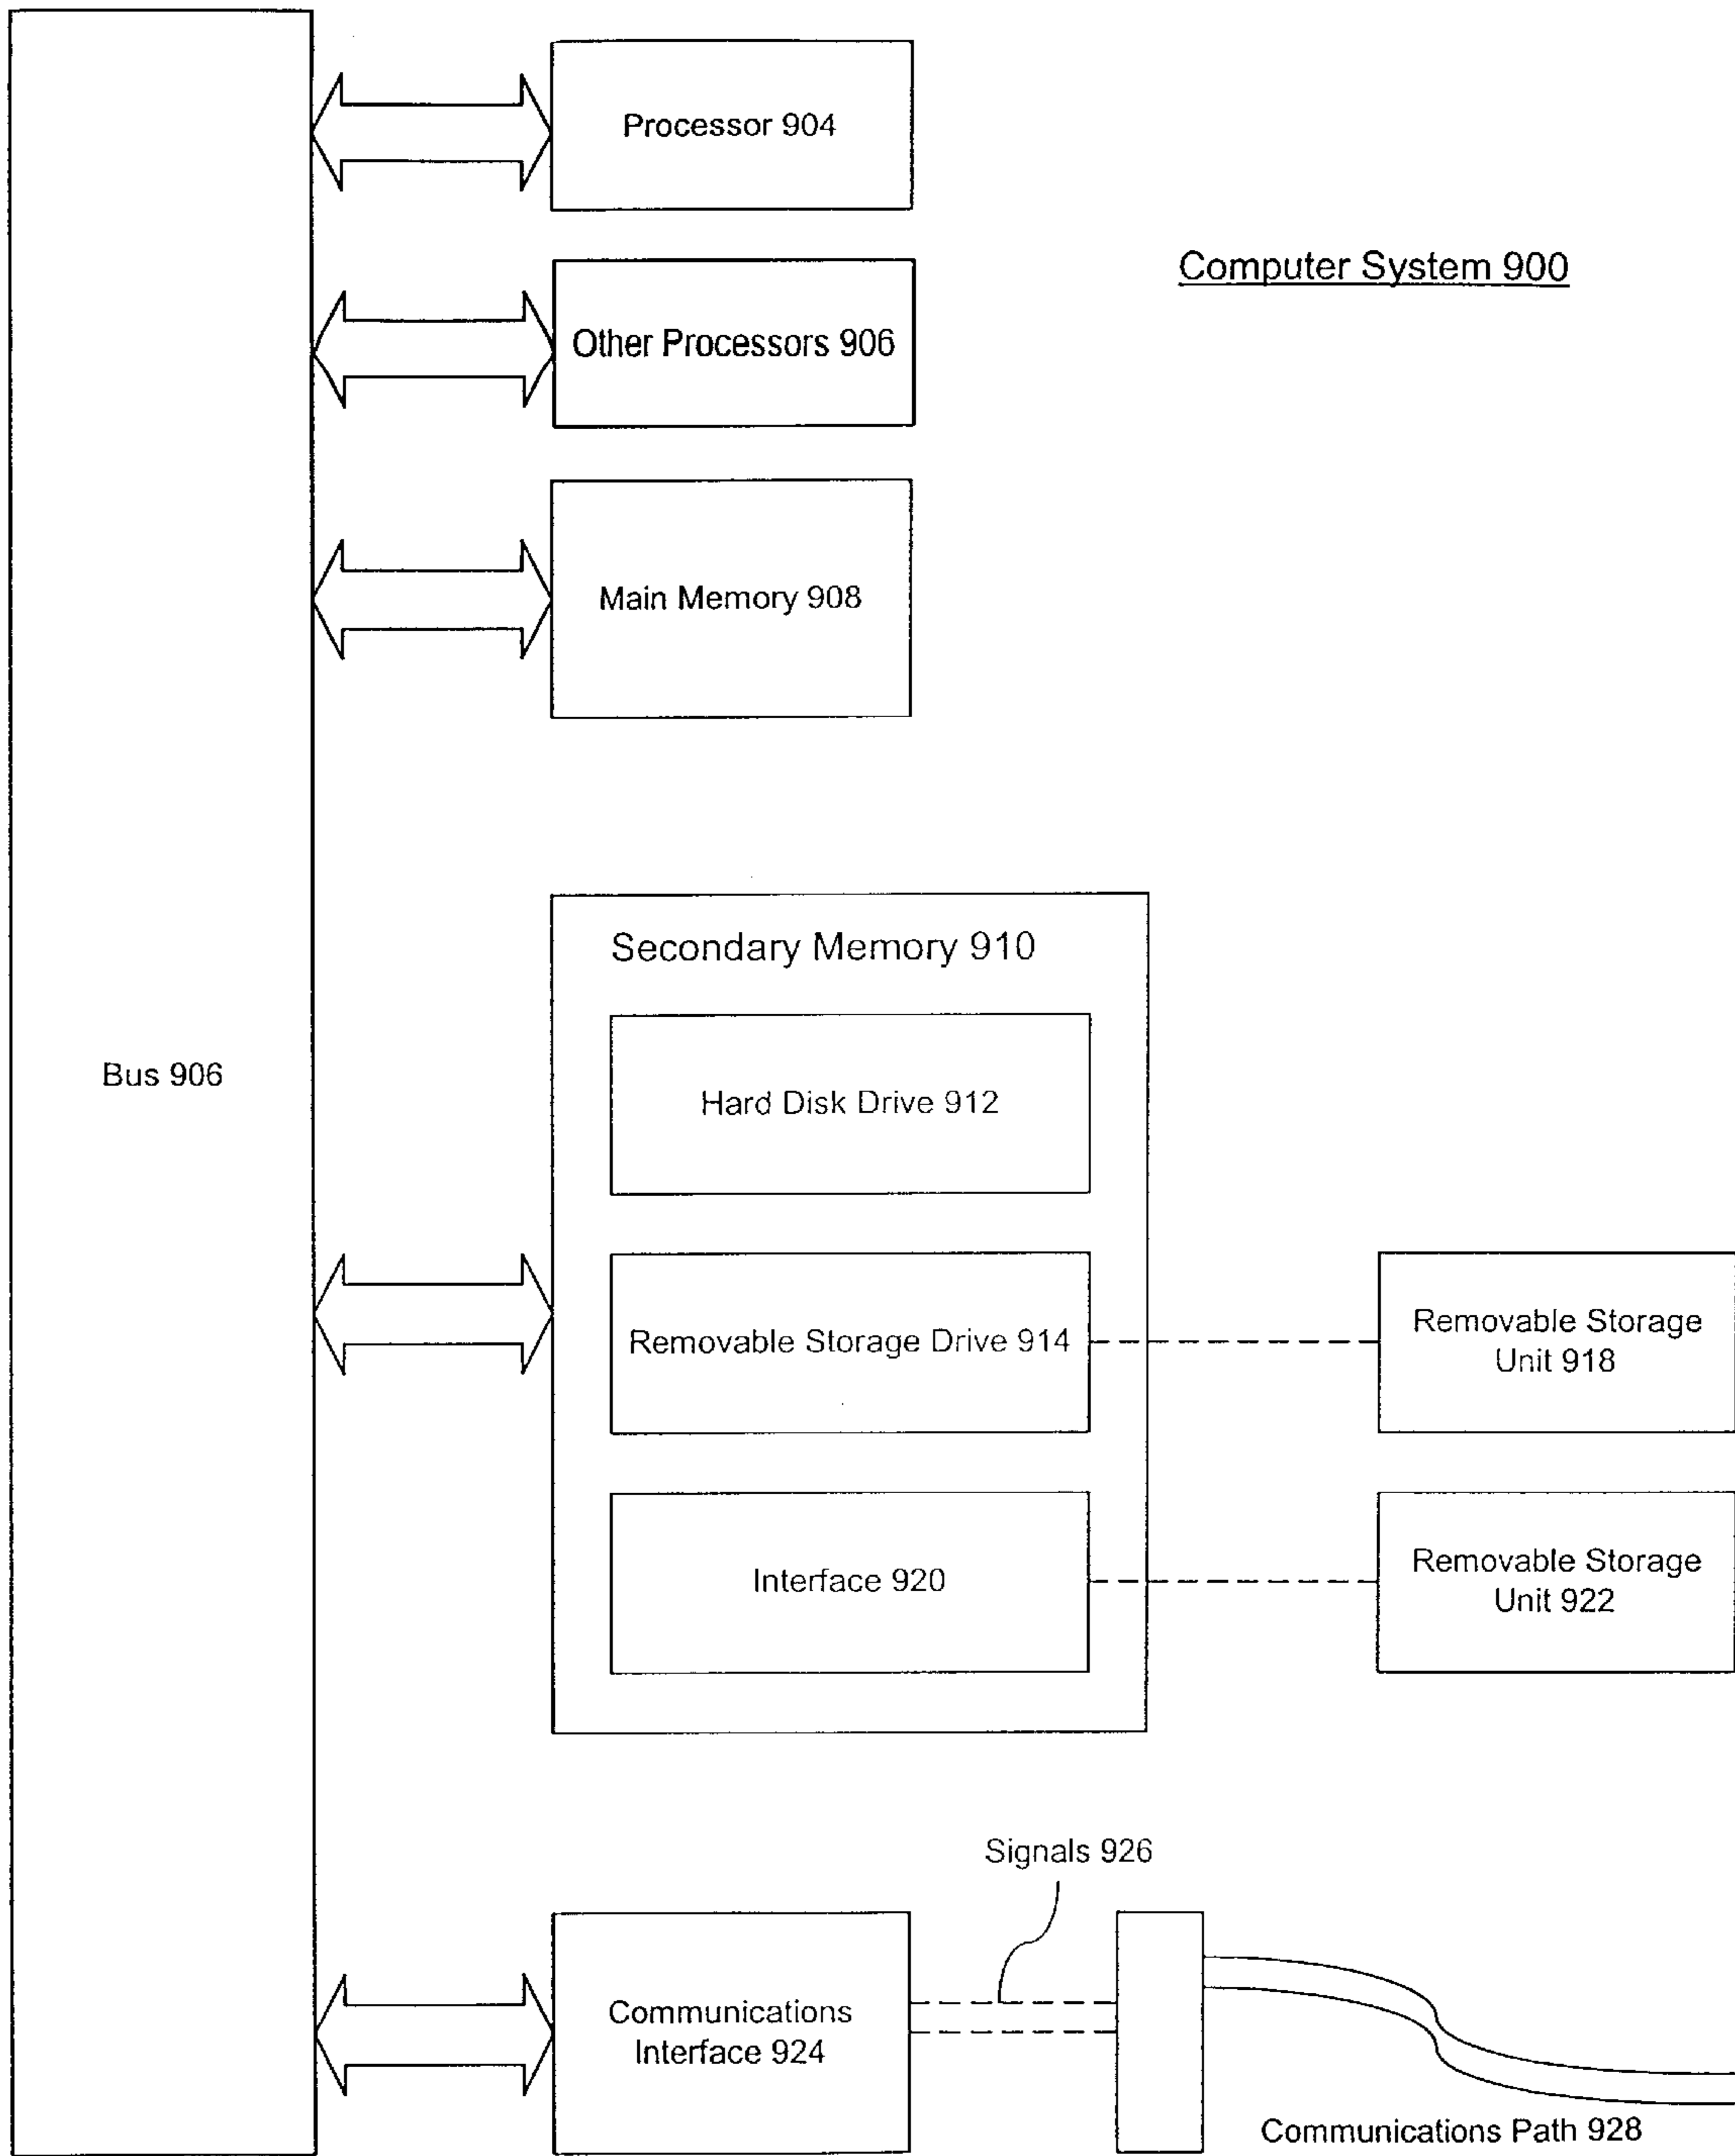 Processor 904
Computer System 900
Other Processors 906
Main Memory 908
Secondary Memory 910
Bus 906
Hard Disk Drive 912
Removable Storage Drive 914
Removable Storage
Unit 918
Interface 920
Removable Storage
Unit 922
Signals 926
Communications
Interface 924
Communications Path 928